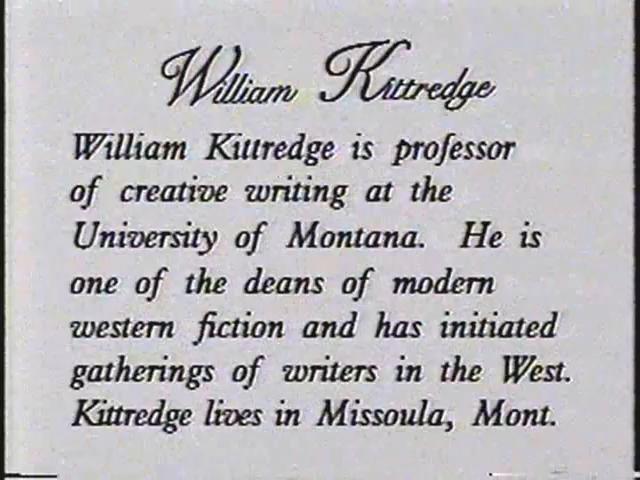 William Kittredge
William Kittredge is professor
of creative writing at the
University of Montana. He is
one of the deans of modern
western fiction and has initiated
gatherings of writers in the West.
Kittredge lives in Missoula, Mont.